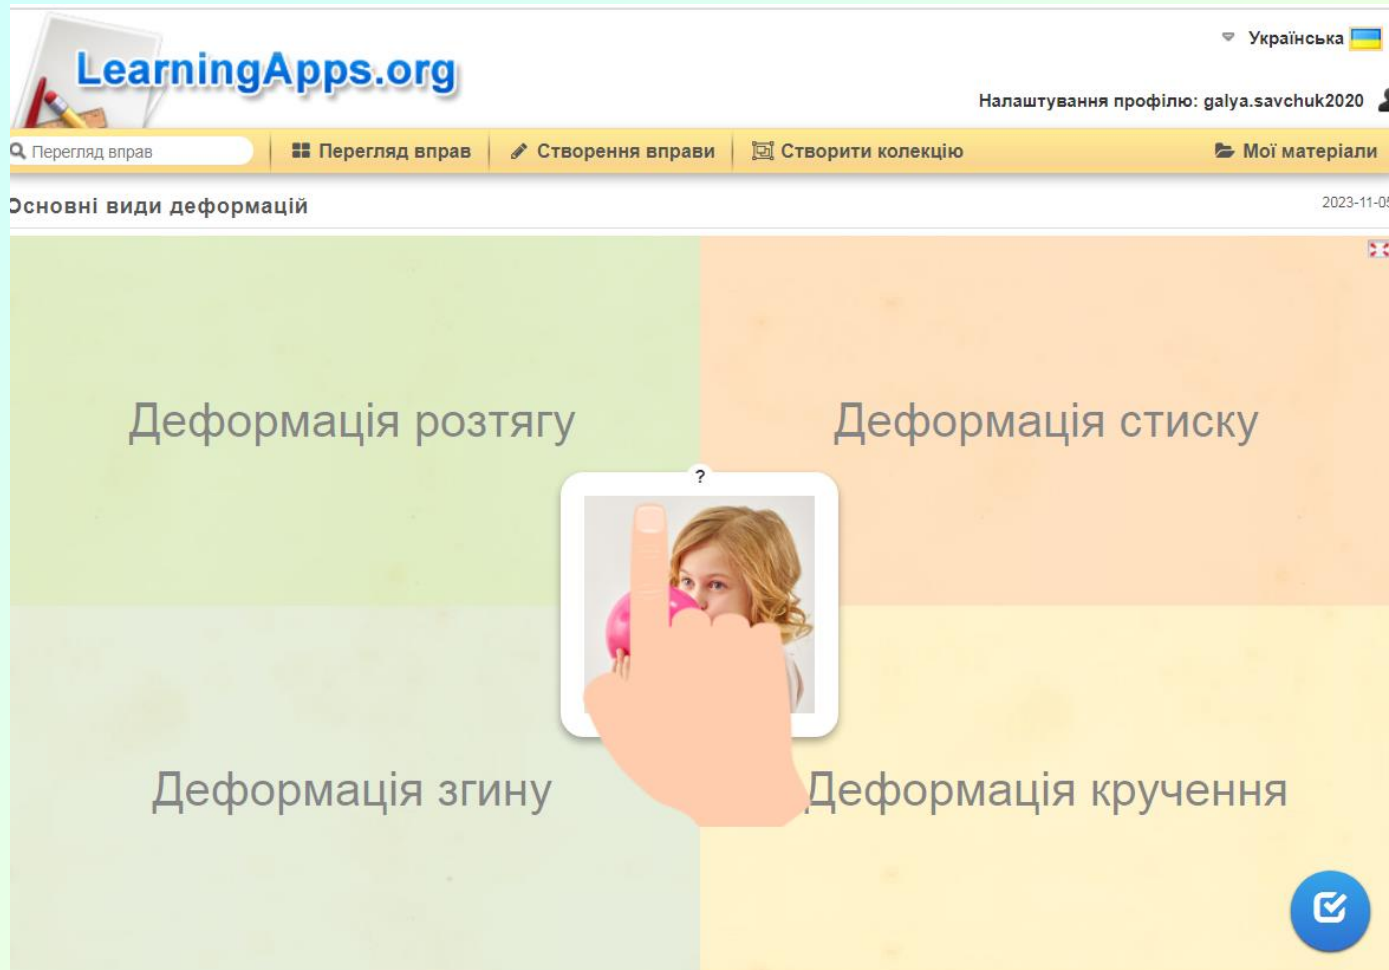 LearningApps.org
Українська
Налаштування профілю: galya.savchuk2020
Перегляд вправ
Перегляд вправ
Створення вправи
Створити колекцію
Мої матеріали
Основні види деформацій
2023-11-05
Деформація розтягу
Деформація стиску
?
Деформація згину
Деформація кручення